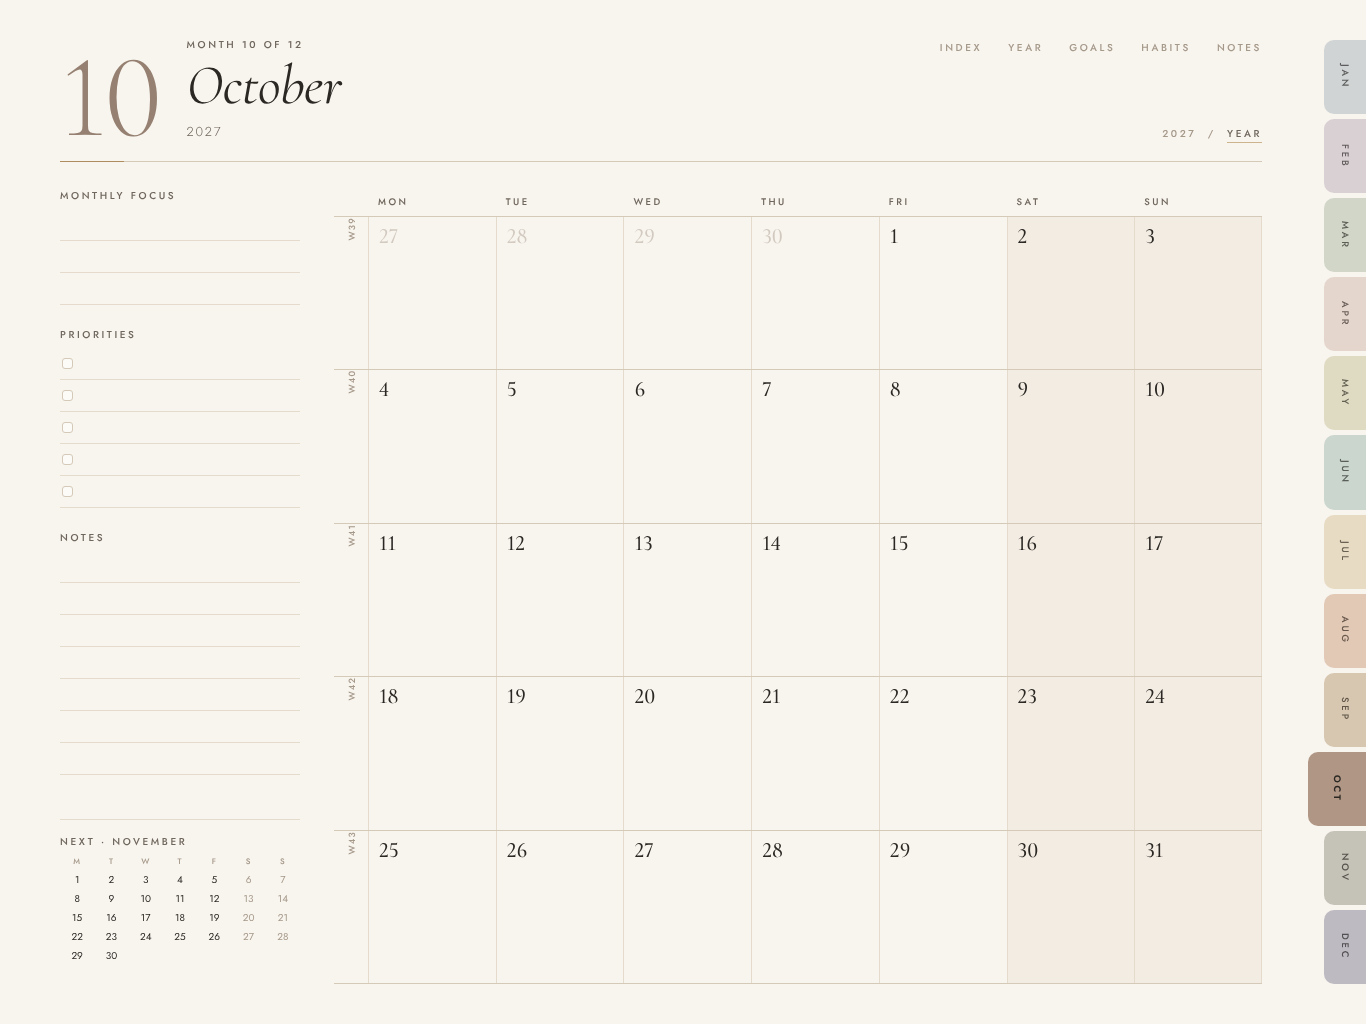 MONTH 10 OF 12
10
October
2027
INDEX YEAR GOALS HABITS NOTES
2027 / YEAR
MONTHLY FOCUS
PRIORITIES
NOTES
NEXT · NOVEMBER
M T W T F S S
1 2 3 4 5 6 7
8 9 10 11 12 13 14
15 16 17 18 19 20 21
22 23 24 25 26 27 28
29 30
MON TUE WED THU FRI SAT SUN
W39 27 28 29 30 1 2 3
W40 4 5 6 7 8 9 10
W41 11 12 13 14 15 16 17
W42 18 19 20 21 22 23 24
W43 25 26 27 28 29 30 31
JAN
FEB
MAR
APR
MAY
JUN
JUL
AUG
SEP
OCT
NOV
DEC